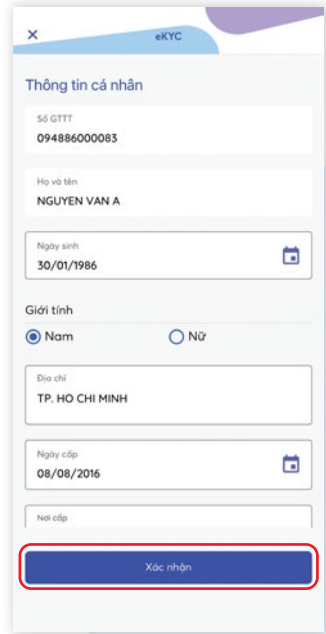 eKYC
Thông tin cá nhân
Số GTTT
094886000083
Họ và tên
NGUYEN VAN A
Ngày sinh
30/01/1986
Giới tính
Nam Nữ
Địa chỉ
TP. HO CHI MINH
Ngày cấp
08/08/2016
Nơi cấp
Xác nhận